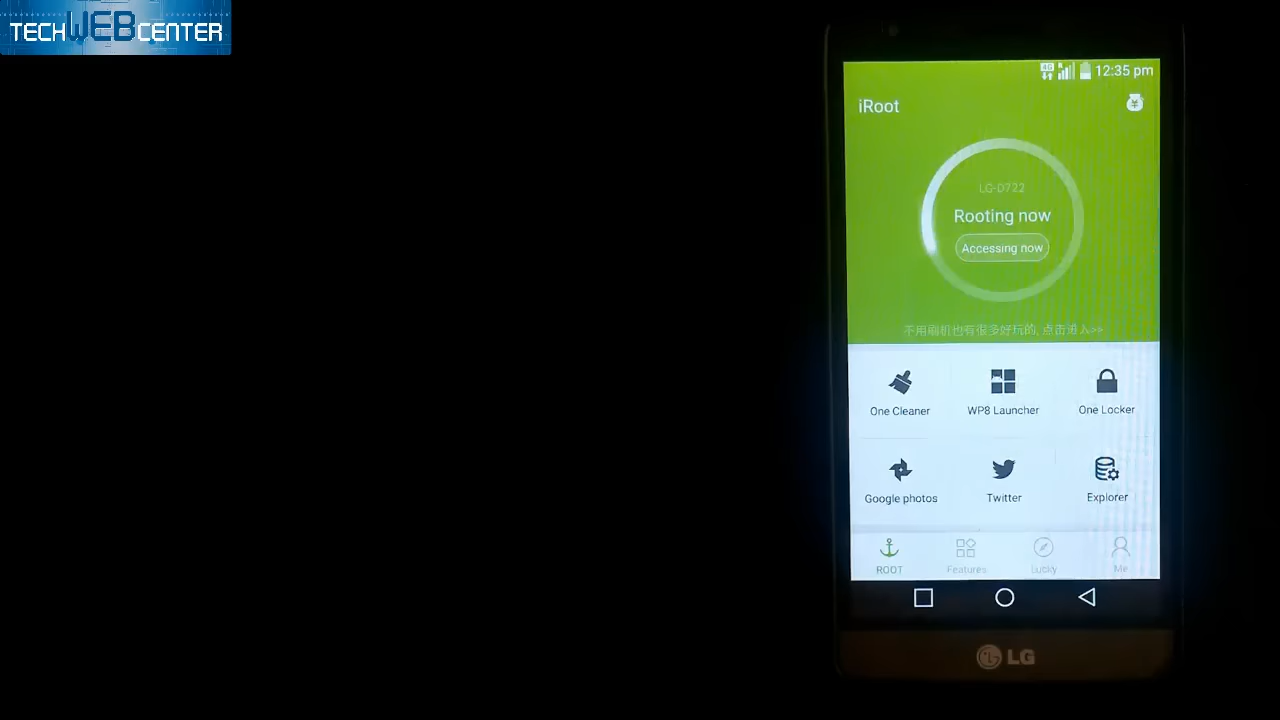 TECHWEBCENTER
4G 12:35 pm
iRoot
LG-D722
Rooting now
Accessing now
不用刷机也有很多好玩的, 点击进入>>
One Cleaner WP8 Launcher One Locker
Google photos Twitter Explorer
ROOT Features Lucky Me
LG